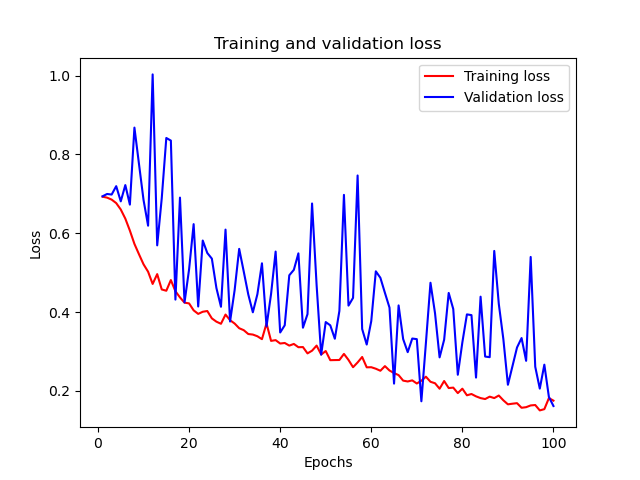 Training and validation loss
Training loss
Validation loss
1.0
0.8
0.6
0.4
0.2
Loss
0
20
40
60
80
100
Epochs